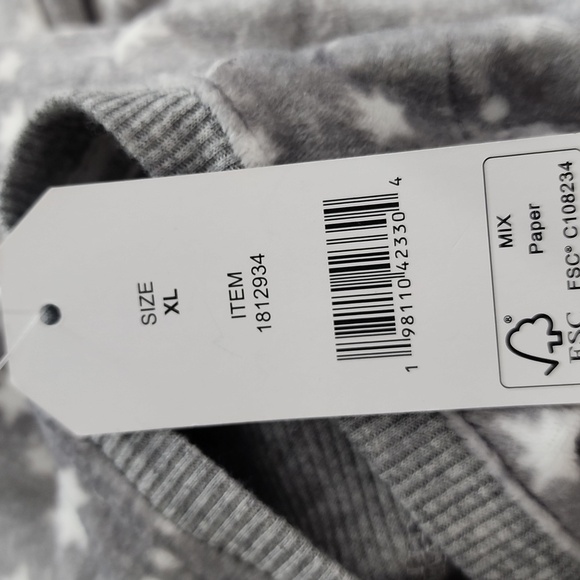 SIZE
XL
ITEM
1812934
1 98110 42330 4
MIX
Paper
®
FSC
FSC® C108234